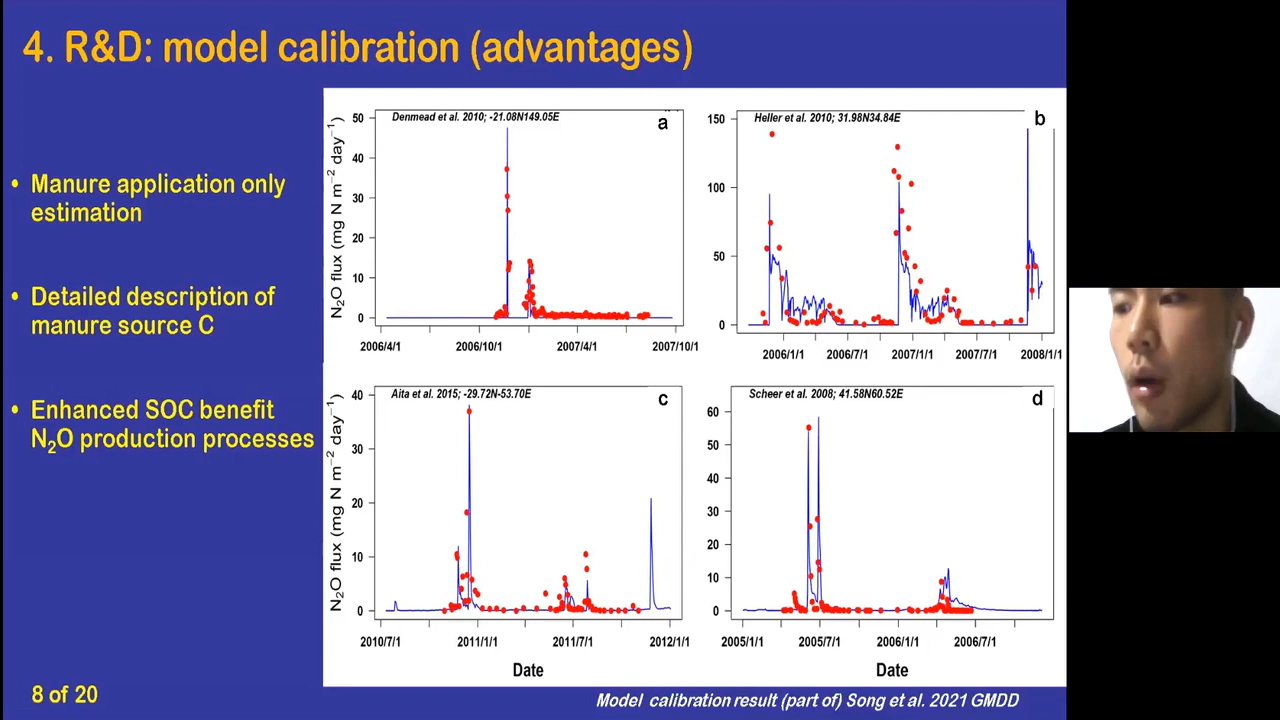 4. R&D: model calibration (advantages)
• Manure application only
estimation
• Detailed description of
manure source C
• Enhanced SOC benefit
N₂O production processes
8 of 20
N₂O flux (mg N m⁻² day⁻¹)
Denmead et al. 2010; -21.08N149.05E
a
50
40
30
20
10
0
2006/4/1 2006/10/1 2007/4/1 2007/10/1
Heller et al. 2010; 31.98N34.84E
b
150
100
50
0
2006/1/1 2006/7/1 2007/1/1 2007/7/1 2008/1/1
N₂O flux (mg N m⁻² day⁻¹)
Aita et al. 2015; -29.72N-53.70E
c
40
30
20
10
0
2010/7/1 2011/1/1 2011/7/1 2012/1/1
Date
Scheer et al. 2008; 41.58N60.52E
d
60
50
40
30
20
10
0
2005/1/1 2005/7/1 2006/1/1 2006/7/1
Date
Model calibration result (part of) Song et al. 2021 GMDD